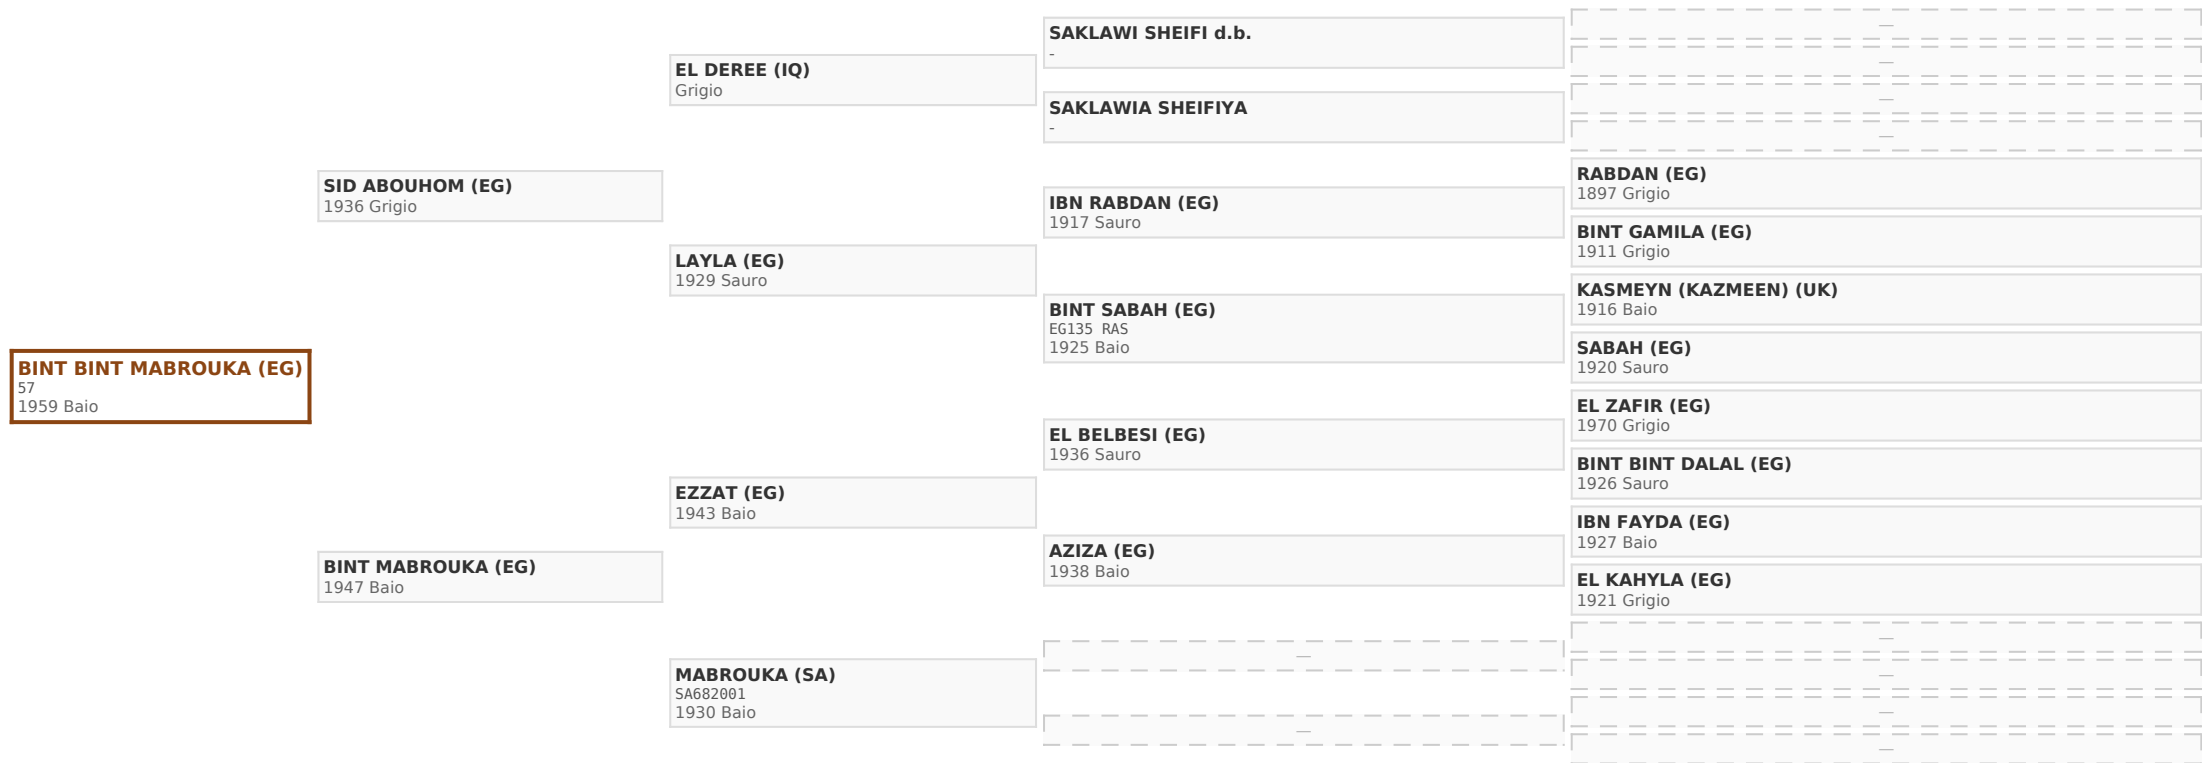 SAKLAWI SHEIFI d.b.
-
EL DEREE (IQ)
Grigio
SAKLAWIA SHEIFIYA
-
RABDAN (EG)
1897 Grigio
SID ABOUHOM (EG)
1936 Grigio
IBN RABDAN (EG)
1917 Sauro
BINT GAMILA (EG)
1911 Grigio
LAYLA (EG)
1929 Sauro
KASMEYN (KAZMEEN) (UK)
1916 Baio
BINT SABAH (EG)
EG135 RAS
1925 Baio
SABAH (EG)
1920 Sauro
BINT BINT MABROUKA (EG)
57
1959 Baio
EL ZAFIR (EG)
1970 Grigio
EL BELBESI (EG)
1936 Sauro
BINT BINT DALAL (EG)
1926 Sauro
EZZAT (EG)
1943 Baio
IBN FAYDA (EG)
1927 Baio
AZIZA (EG)
1938 Baio
EL KAHYLA (EG)
1921 Grigio
BINT MABROUKA (EG)
1947 Baio
MABROUKA (SA)
SA682001
1930 Baio